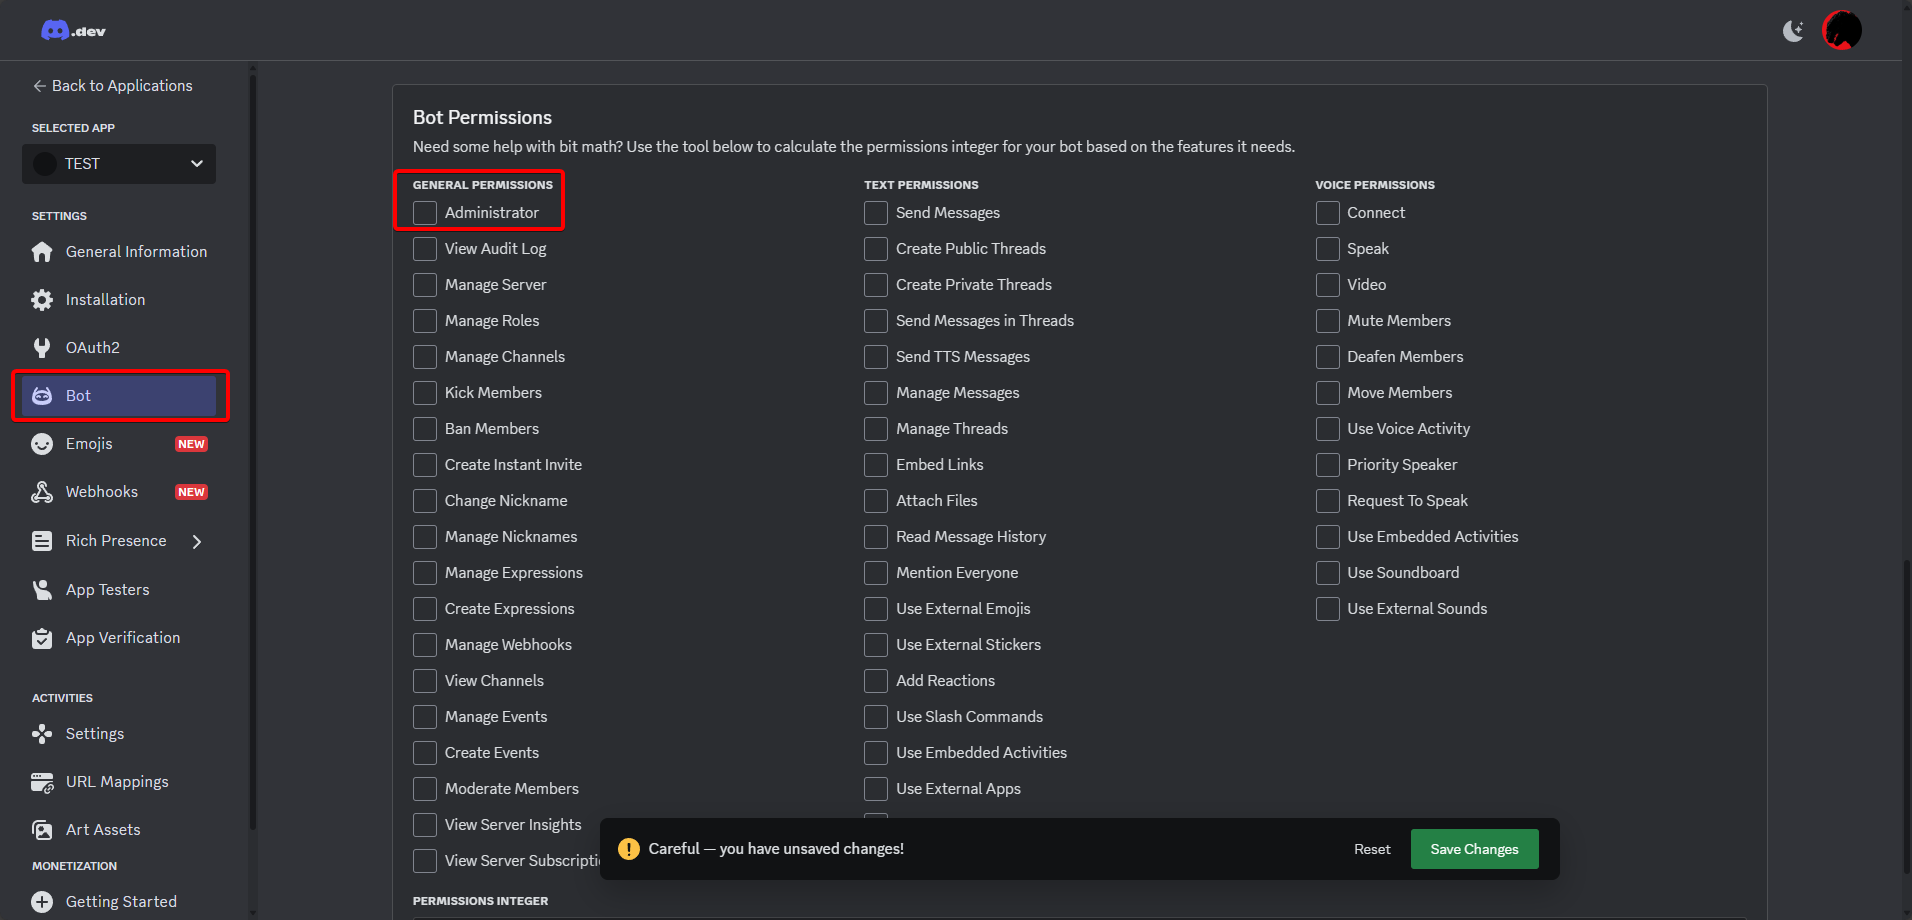 .dev
Back to Applications
SELECTED APP
TEST
SETTINGS
General Information
Installation
OAuth2
Bot
Emojis NEW
Webhooks NEW
Rich Presence
App Testers
App Verification
ACTIVITIES
Settings
URL Mappings
Art Assets
MONETIZATION
Getting Started
Bot Permissions
Need some help with bit math? Use the tool below to calculate the permissions integer for your bot based on the features it needs.
GENERAL PERMISSIONS
Administrator
View Audit Log
Manage Server
Manage Roles
Manage Channels
Kick Members
Ban Members
Create Instant Invite
Change Nickname
Manage Nicknames
Manage Expressions
Create Expressions
Manage Webhooks
View Channels
Manage Events
Create Events
Moderate Members
View Server Insights
View Server
TEXT PERMISSIONS
Send Messages
Create Public Threads
Create Private Threads
Send Messages in Threads
Send TTS Messages
Manage Messages
Manage Threads
Embed Links
Attach Files
Read Message History
Mention Everyone
Use External Emojis
Use External Stickers
Add Reactions
Use Slash Commands
Use Embedded Activities
Use External Apps
VOICE PERMISSIONS
Connect
Speak
Video
Mute Members
Deafen Members
Move Members
Use Voice Activity
Priority Speaker
Request To Speak
Use Embedded Activities
Use Soundboard
Use External Sounds
Careful — you have unsaved changes!
Reset
Save Changes
PERMISSIONS INTEGER